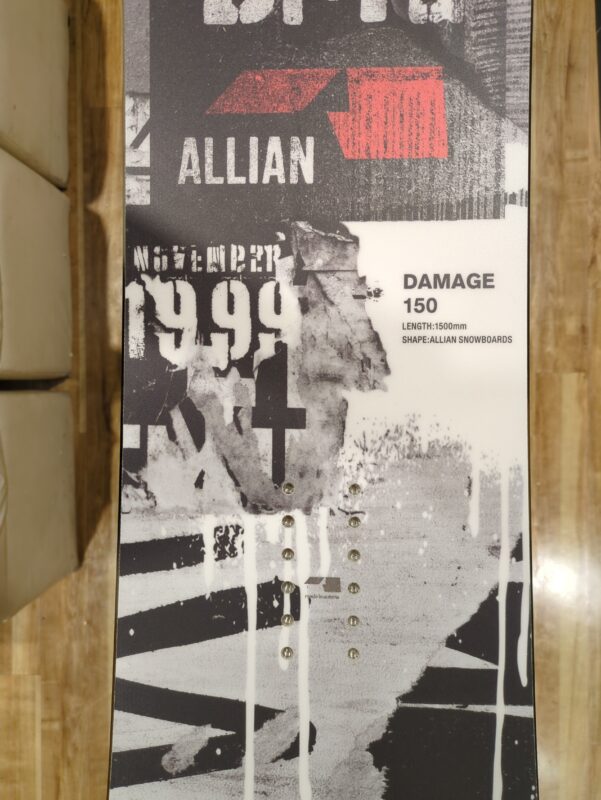 ALLIAN
NOVEMBER
1999
DAMAGE
150
LENGTH:1500mm
SHAPE:ALLIAN SNOWBOARDS